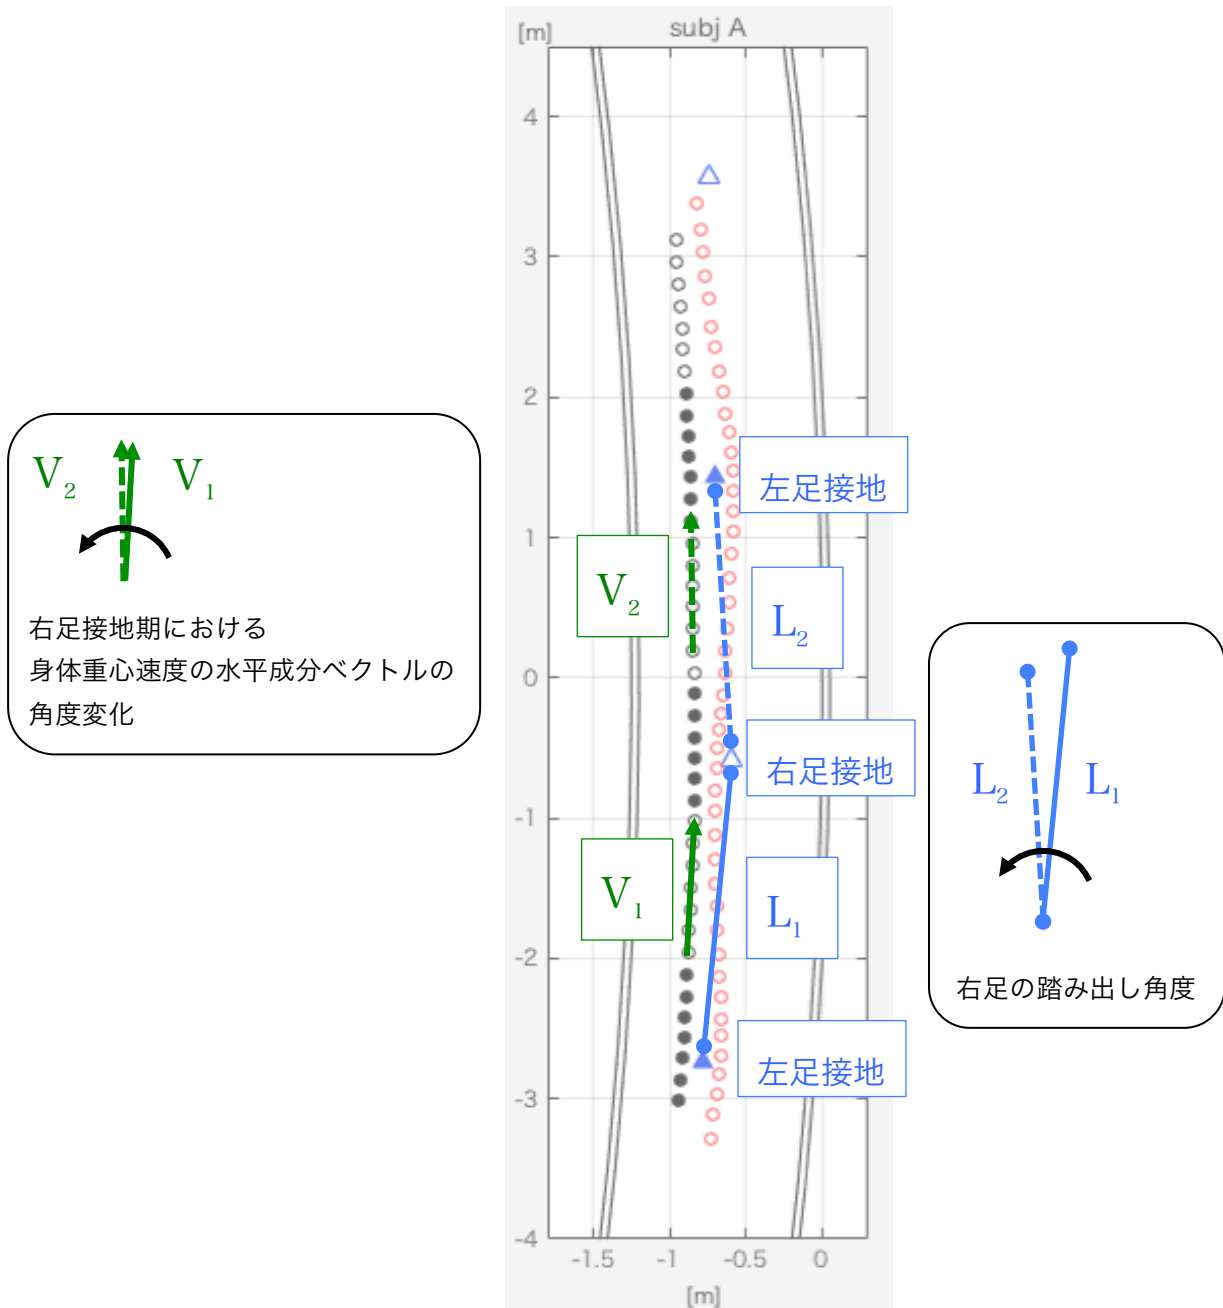 [m]
subj A
4
3
2
1
0
-1
-2
-3
-4
-1.5
-1
-0.5
0
[m]
V₂
V₁
右足接地期における
身体重心速度の水平成分ベクトルの
角度変化
左足接地
V₂
L₂
右足接地
V₁
L₁
左足接地
L₂
L₁
右足の踏み出し角度